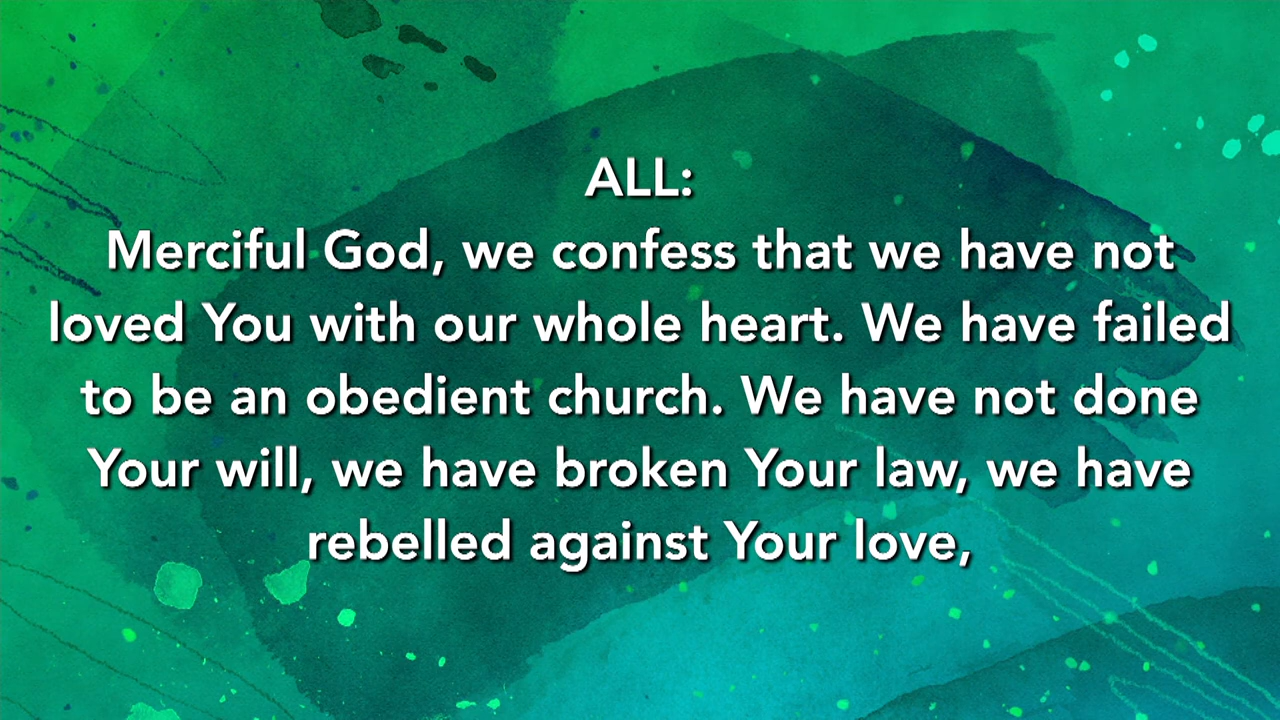 ALL:
Merciful God, we confess that we have not
loved You with our whole heart. We have failed
to be an obedient church. We have not done
Your will, we have broken Your law, we have
rebelled against Your love,